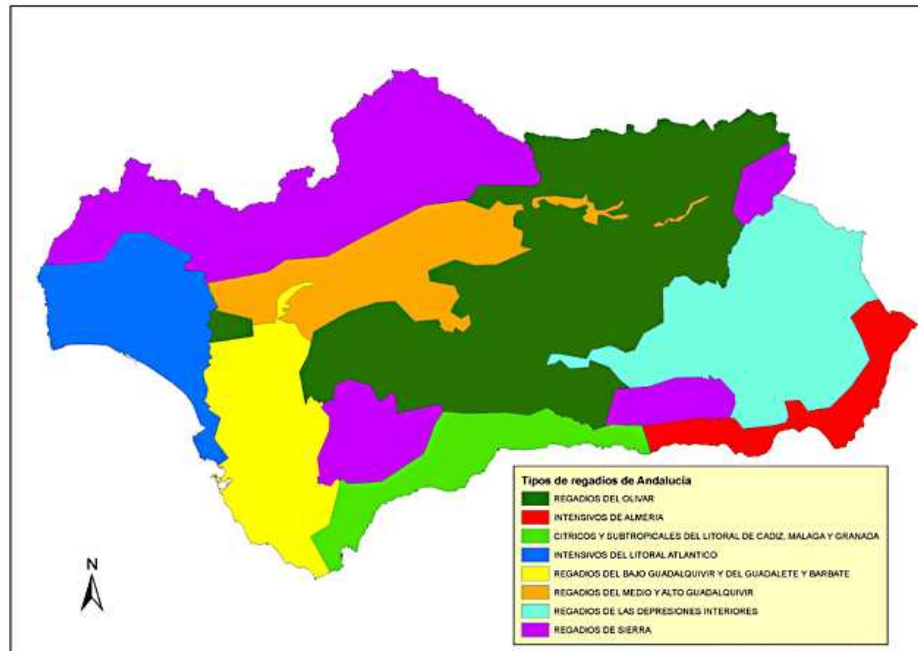 N
Tipos de regadios de Andalucía
REGADIOS DEL OLIVAR
INTENSIVOS DE ALMERIA
CITRICOS Y SUBTROPICALES DEL LITORAL DE CADIZ, MALAGA Y GRANADA
INTENSIVOS DEL LITORAL ATLANTICO
REGADIOS DEL BAJO GUADALQUIVIR Y DEL GUADALETE Y BARBATE
REGADIOS DEL MEDIO Y ALTO GUADALQUIVIR
REGADIOS DE LAS DEPRESIONES INTERIORES
REGADIOS DE SIERRA